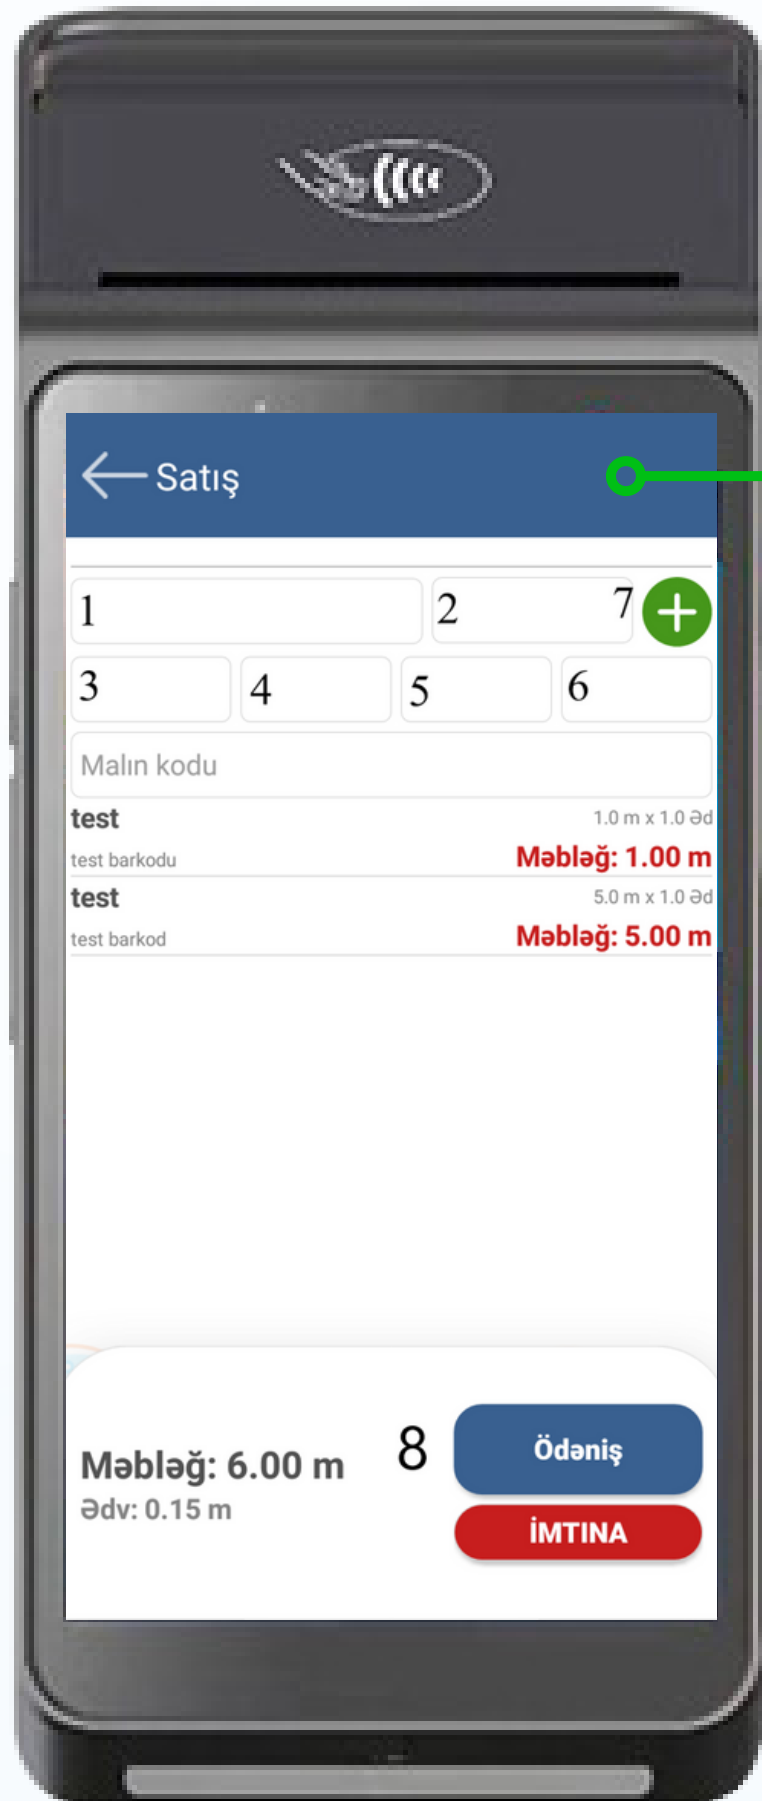 Satış
1 2 7
3 4 5 6
Malın kodu
test 1.0 m x 1.0 Əd
test barkodu Məbləğ: 1.00 m
test 5.0 m x 1.0 Əd
test barkod Məbləğ: 5.00 m
8 Ödəniş
Məbləğ: 6.00 m
Ədv: 0.15 m
İMTINA